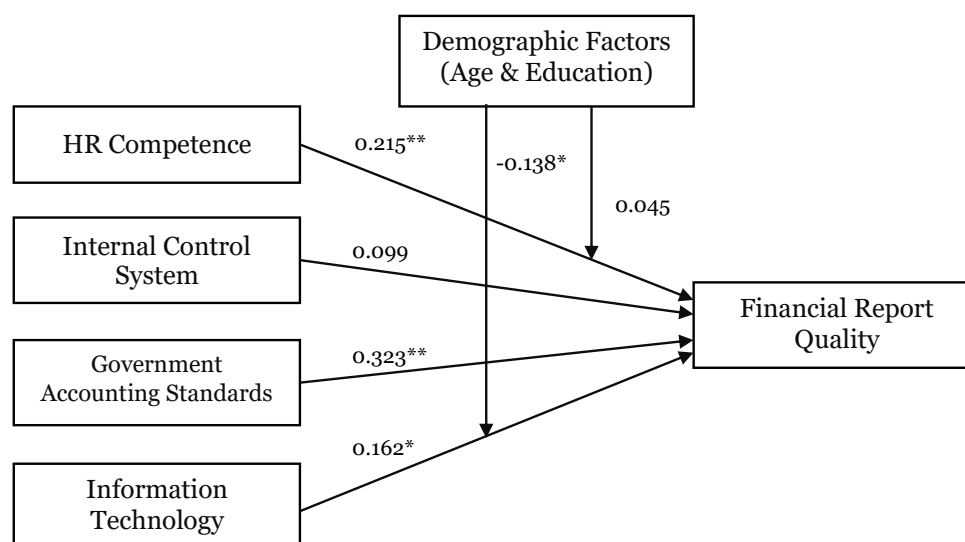 Demographic Factors
(Age & Education)
HR Competence
0.215**
-0.138*
0.045
Internal Control
System
0.099
Financial Report
Quality
Government
Accounting Standards
0.323**
0.162*
Information
Technology